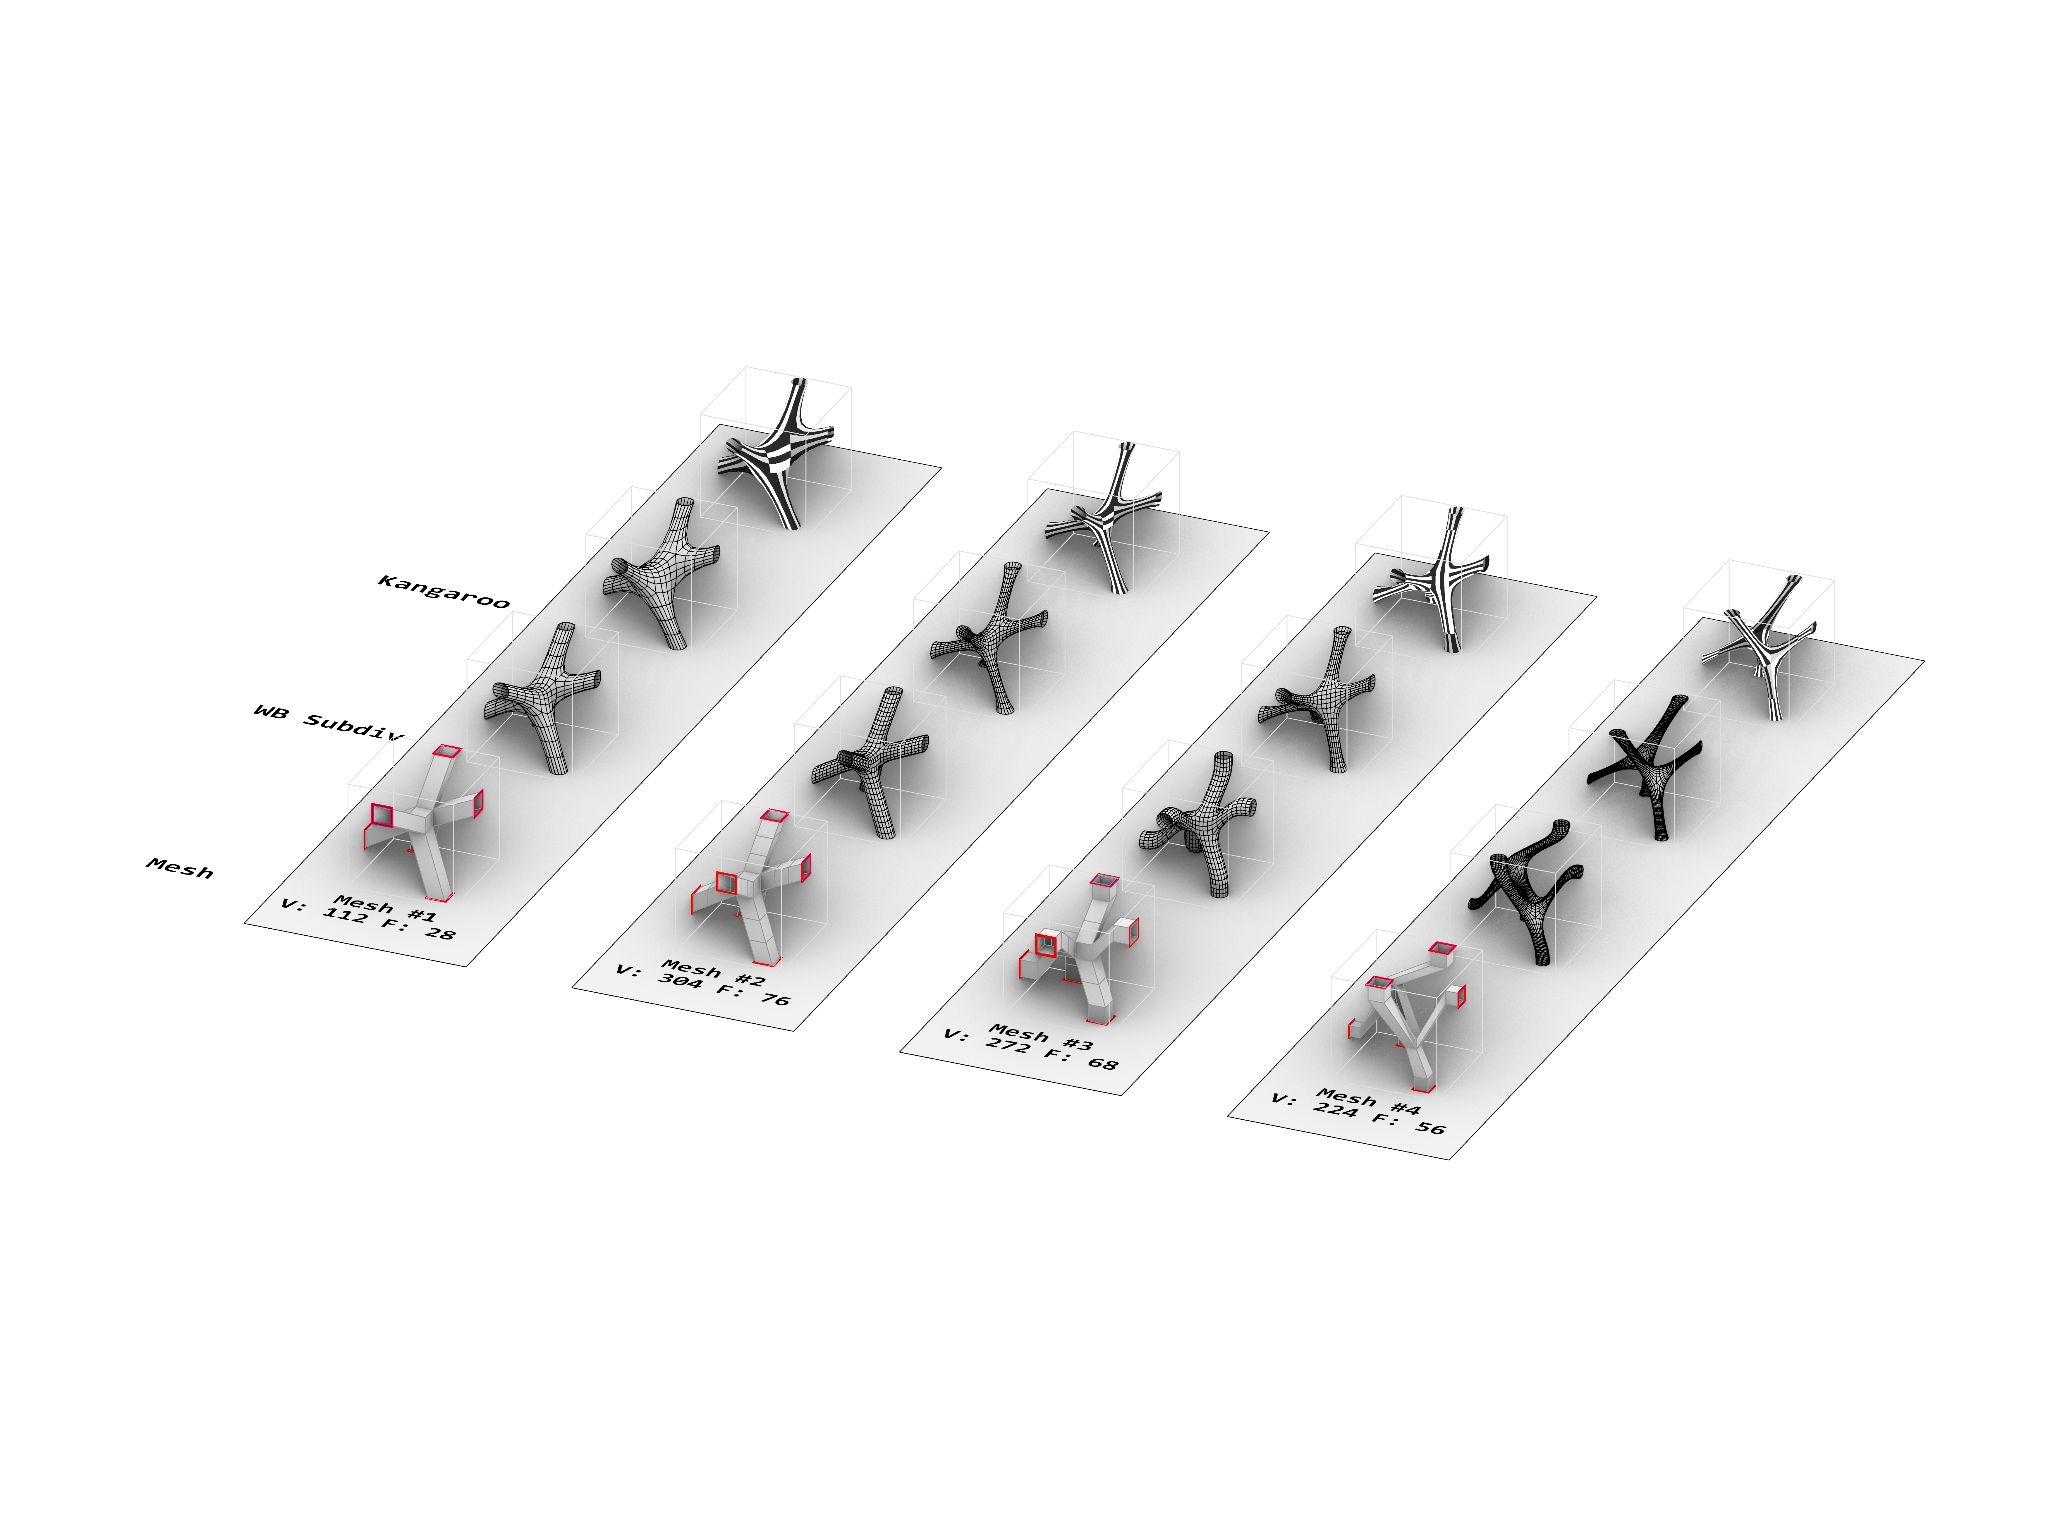 Kangaroo
WB Subdiv
Mesh
Mesh #1
V: 112 F: 28
Mesh #2
V: 304 F: 76
Mesh #3
V: 272 F: 68
Mesh #4
V: 224 F: 56